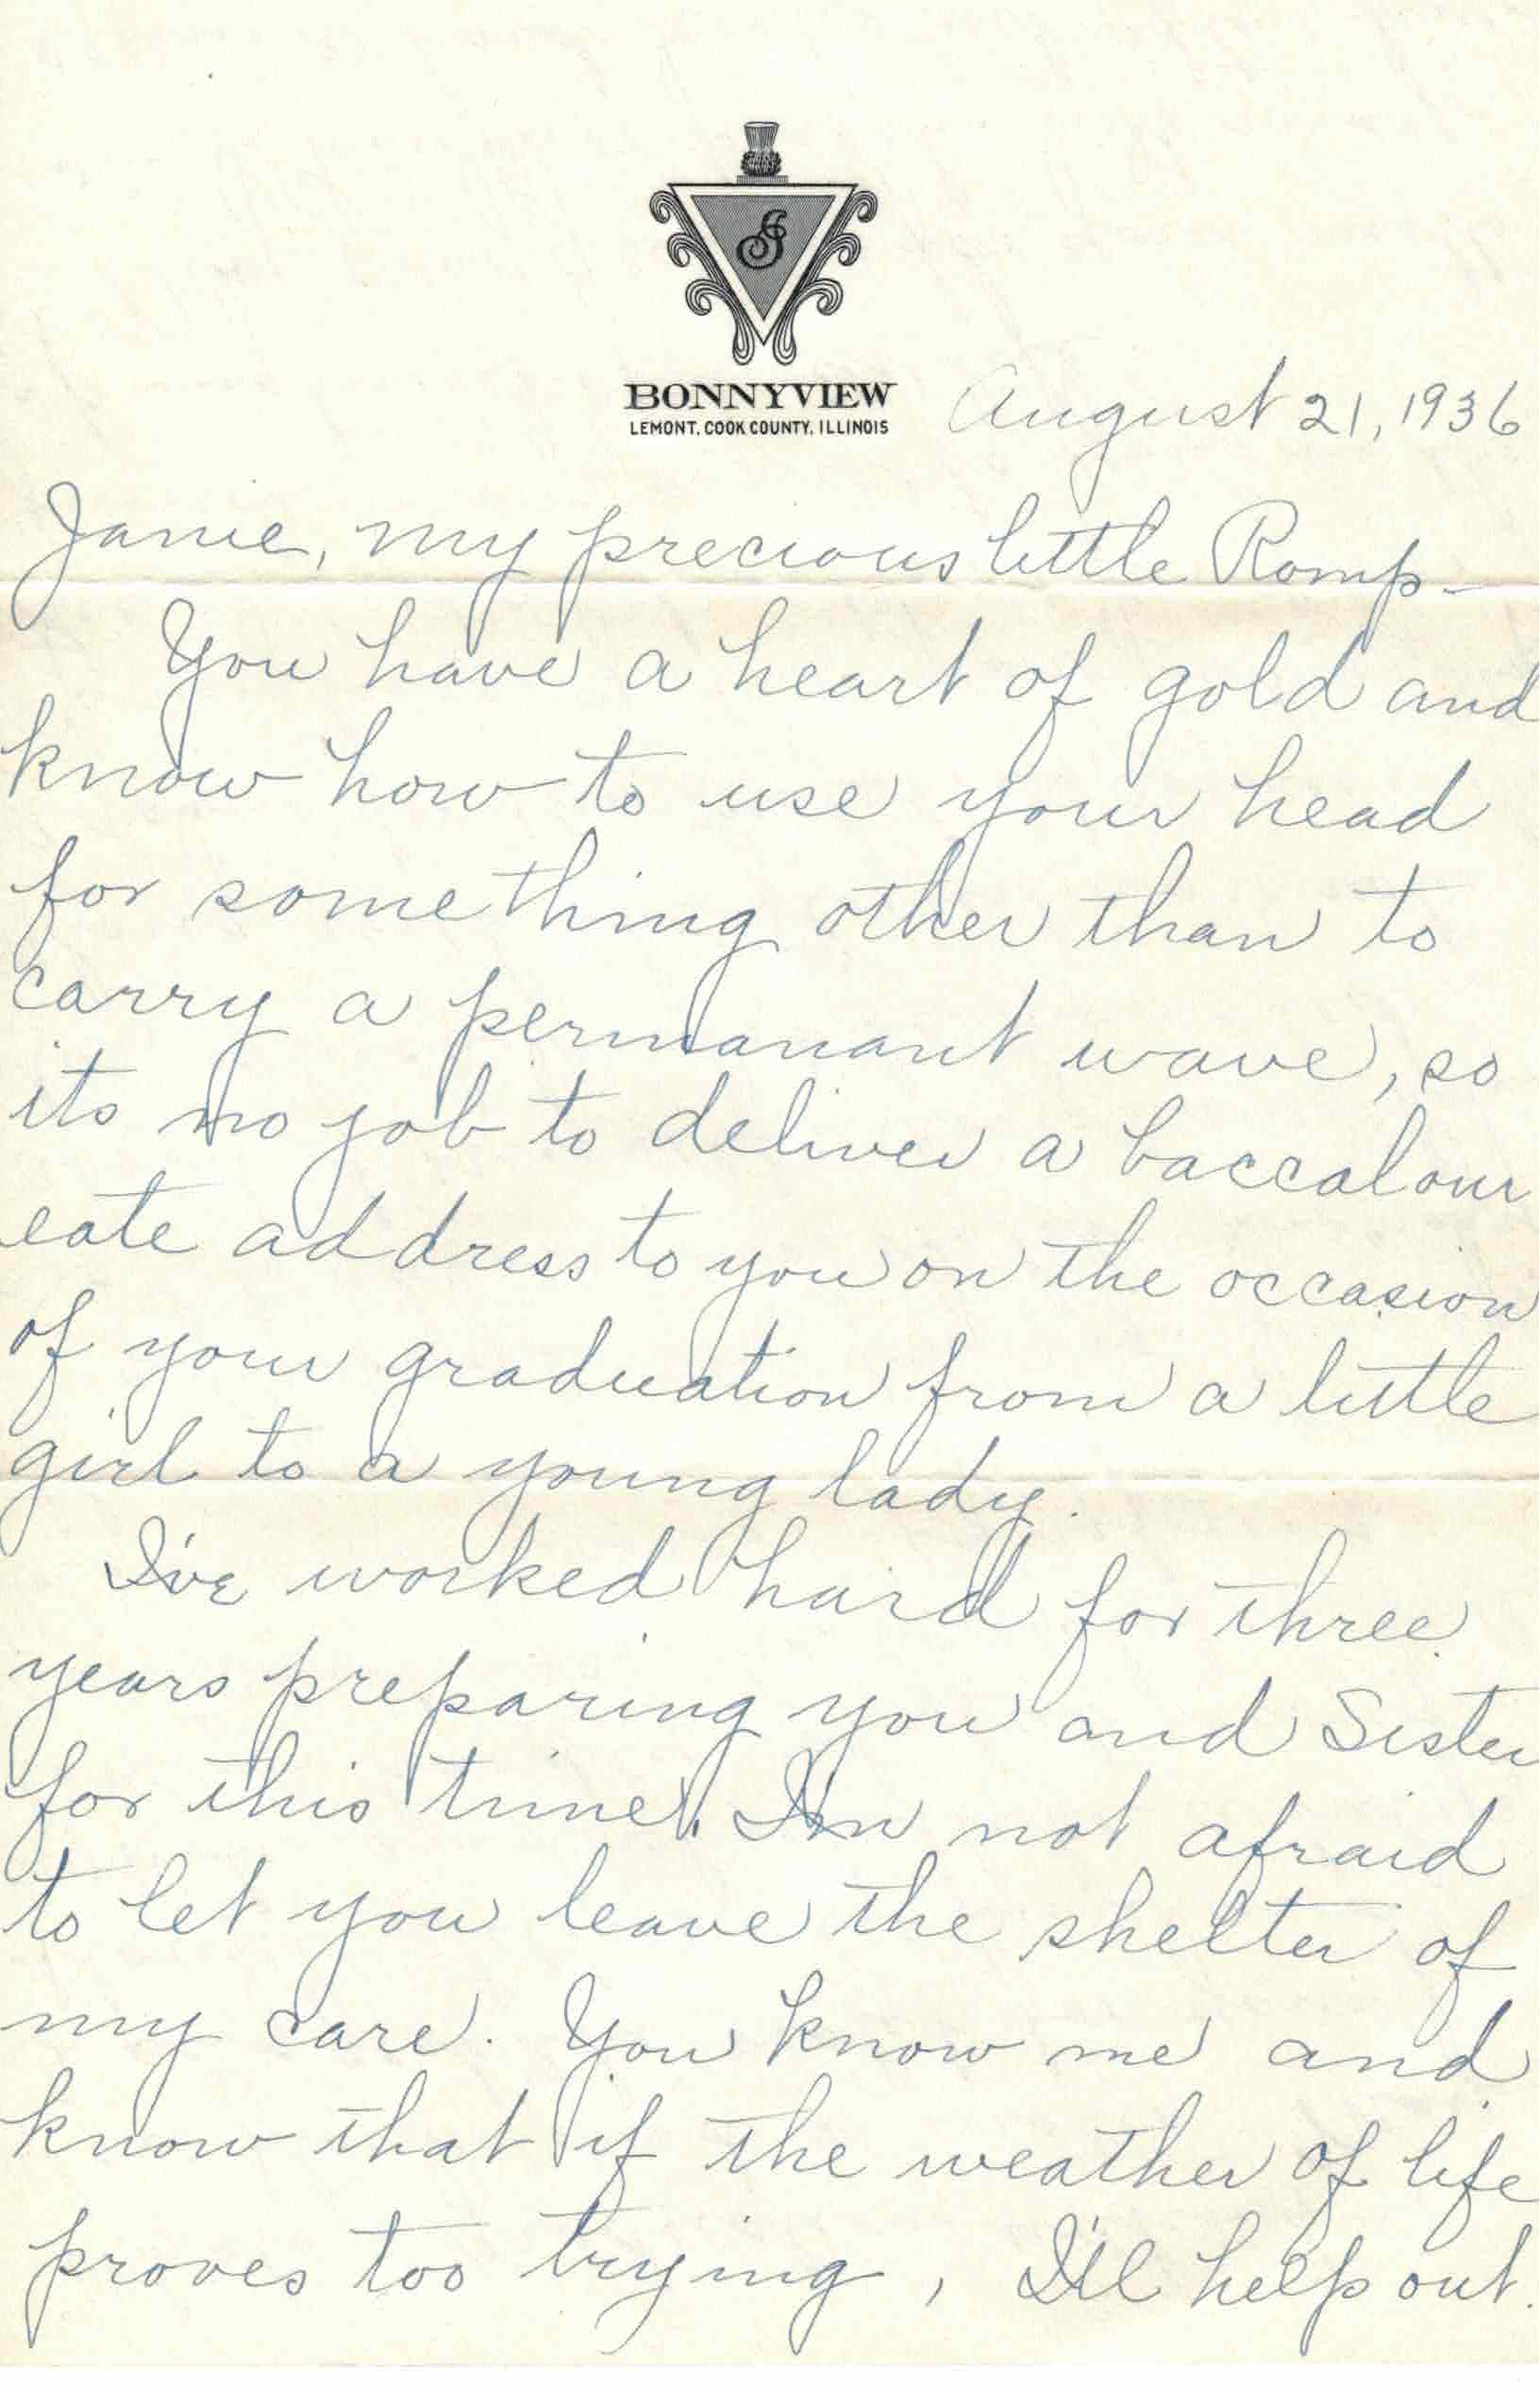 J
BONNYVIEW
LEMONT, COOK COUNTY, ILLINOIS
August 21, 1936
Janie, my precious little Romp-
You have a heart of gold and
know how to use your head
for something other than to
carry a permanant wave, so
its no job to deliver a baccalour
eate address to you on the occasion
of your graduation from a little
girl to a young lady.
I've worked hard for three
years preparing you and Sister
for this time. I'm not afraid
to let you leave the shelter of
my care. You know me and
know that if the weather of life
proves too trying, I'll help out.